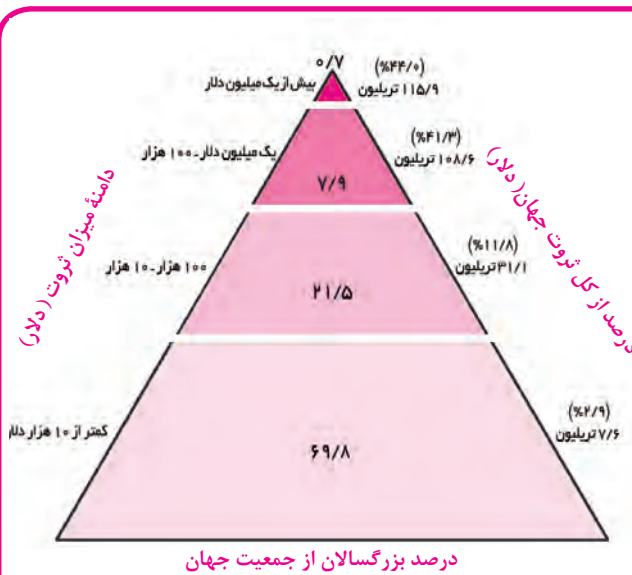 ۰/۷
(%۴۴/۰)
بیش از یک میلیون دلار
۱۱۵/۹ تریلیون
(%۴۱/۳)
یک میلیون دلار ـ ۱۰۰ هزار
۱۰۸/۶ تریلیون
۷/۹
دامنهٔ میزان ثروت (دلار)
درصد از کل ثروت جهان (دلار)
(%۱۱/۸)
۱۰۰ هزار ـ ۱۰ هزار
۳۱/۱ تریلیون
۲۱/۵
(%۲/۹)
کمتر از ۱۰ هزار دلار
۷/۶ تریلیون
۶۹/۸
درصد بزرگسالان از جمعیت جهان